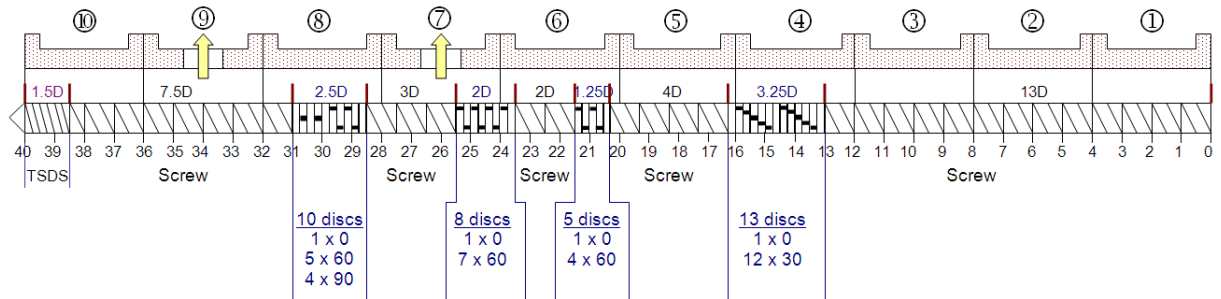 ⑩ ⑨ ⑧ ⑦ ⑥ ⑤ ④ ③ ② ①
1.5D 7.5D 2.5D 3D 2D 2D 1.25D 4D 3.25D 13D
40 39 38 37 36 35 34 33 32 31 30 29 28 27 26 25 24 23 22 21 20 19 18 17 16 15 14 13 12 11 10 9 8 7 6 5 4 3 2 1 0
TSDS Screw Screw Screw Screw Screw
10 discs 8 discs 5 discs 13 discs
1 x 0 1 x 0 1 x 0 1 x 0
5 x 60 7 x 60 4 x 60 12 x 30
4 x 90